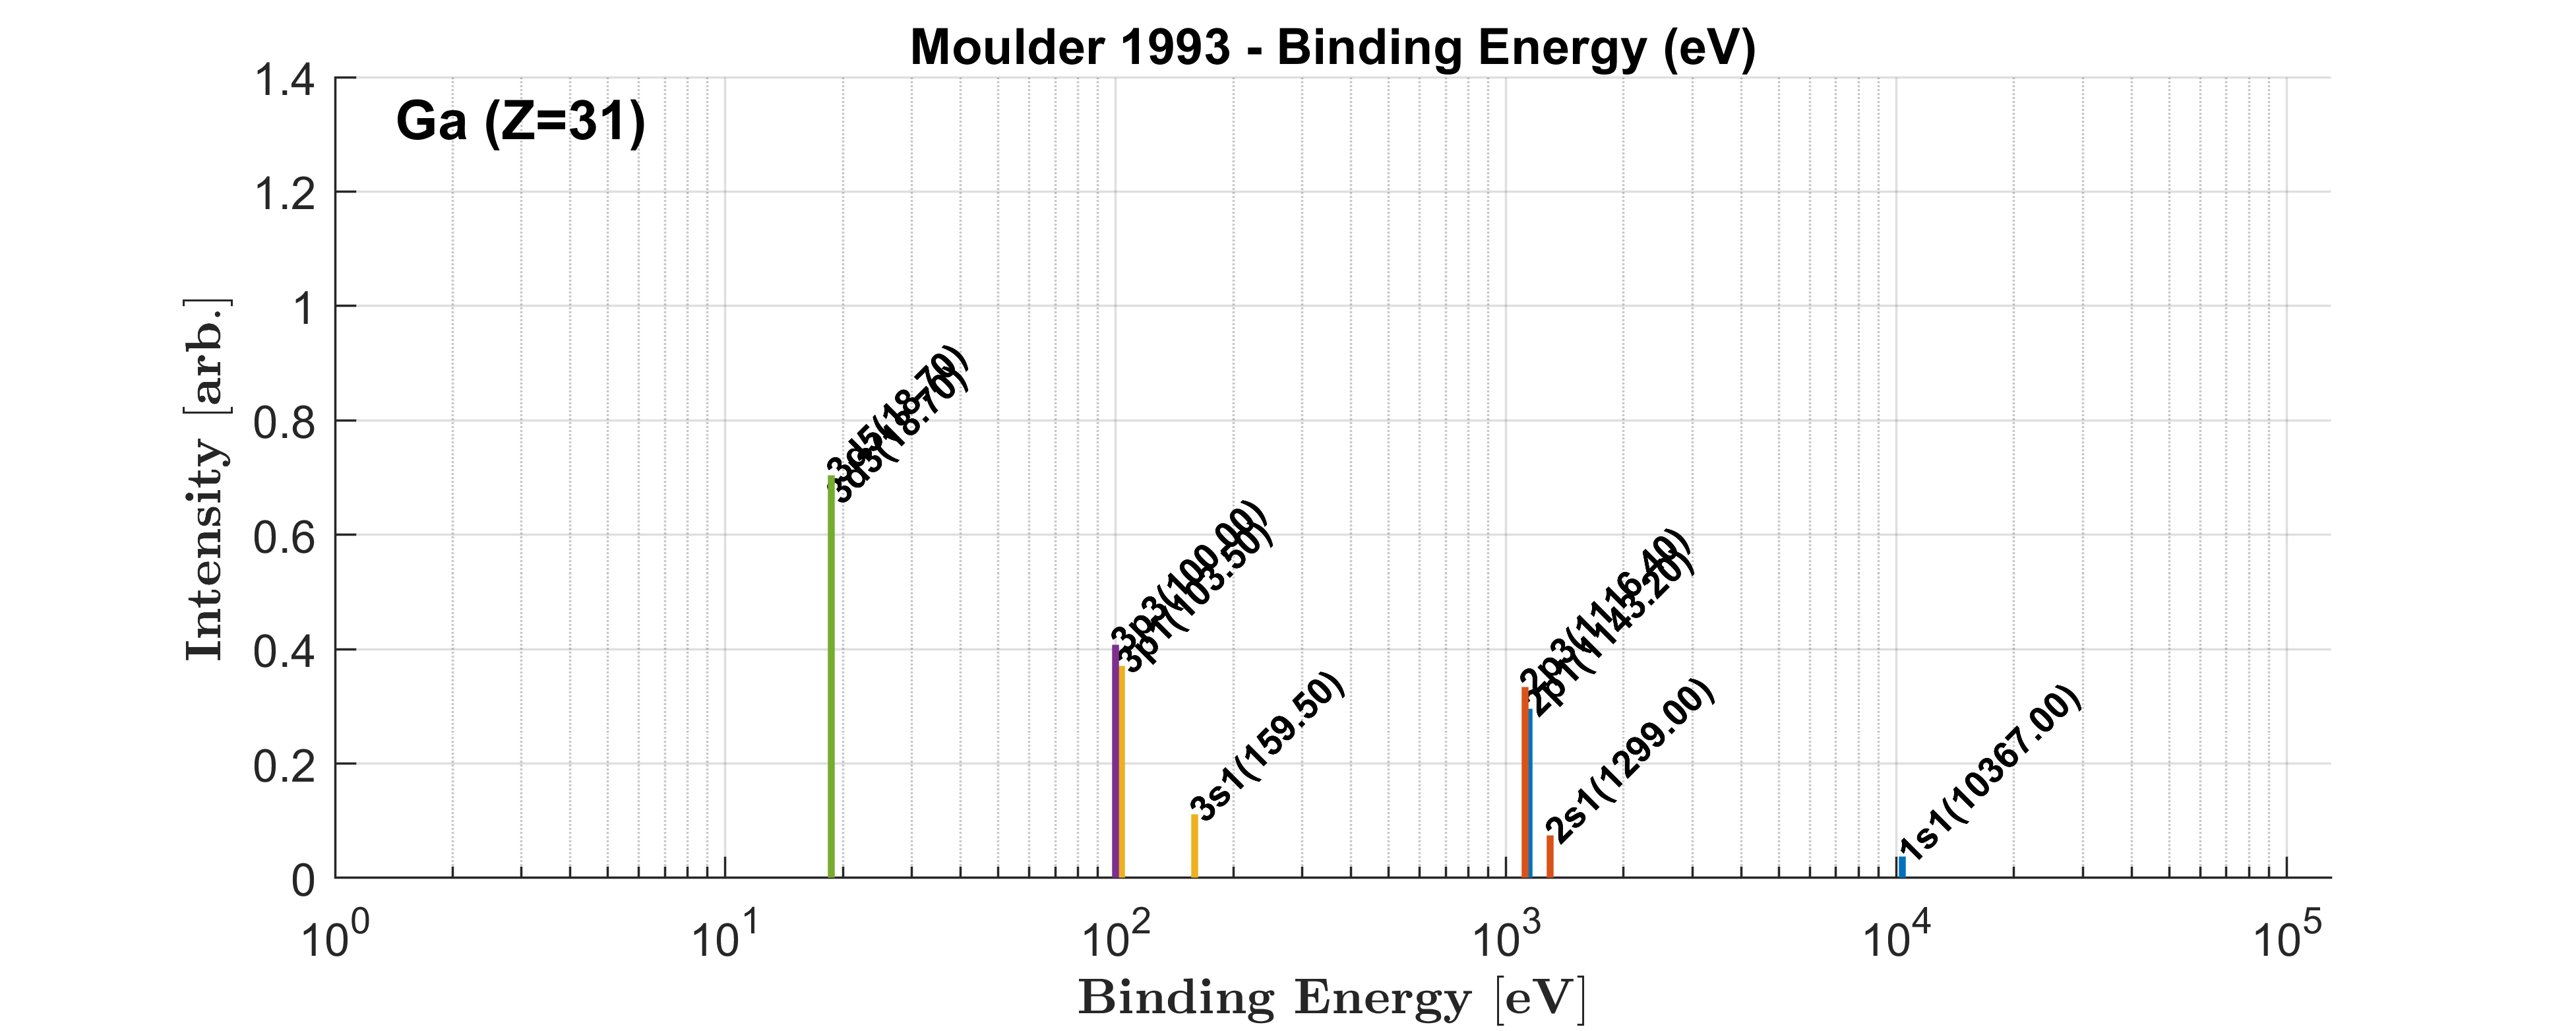 Moulder 1993 - Binding Energy (eV)
Ga (Z=31)
Intensity [arb.]
1.4
1.2
1
0.8
0.6
0.4
0.2
0
3d5(18.70)
3d3(18.70)
3p3(100.00)
3p1(103.50)
3s1(159.50)
2p3(1116.40)
2p1(1143.20)
2s1(1299.00)
1s1(10367.00)
10^0 10^1 10^2 10^3 10^4 10^5
Binding Energy [eV]